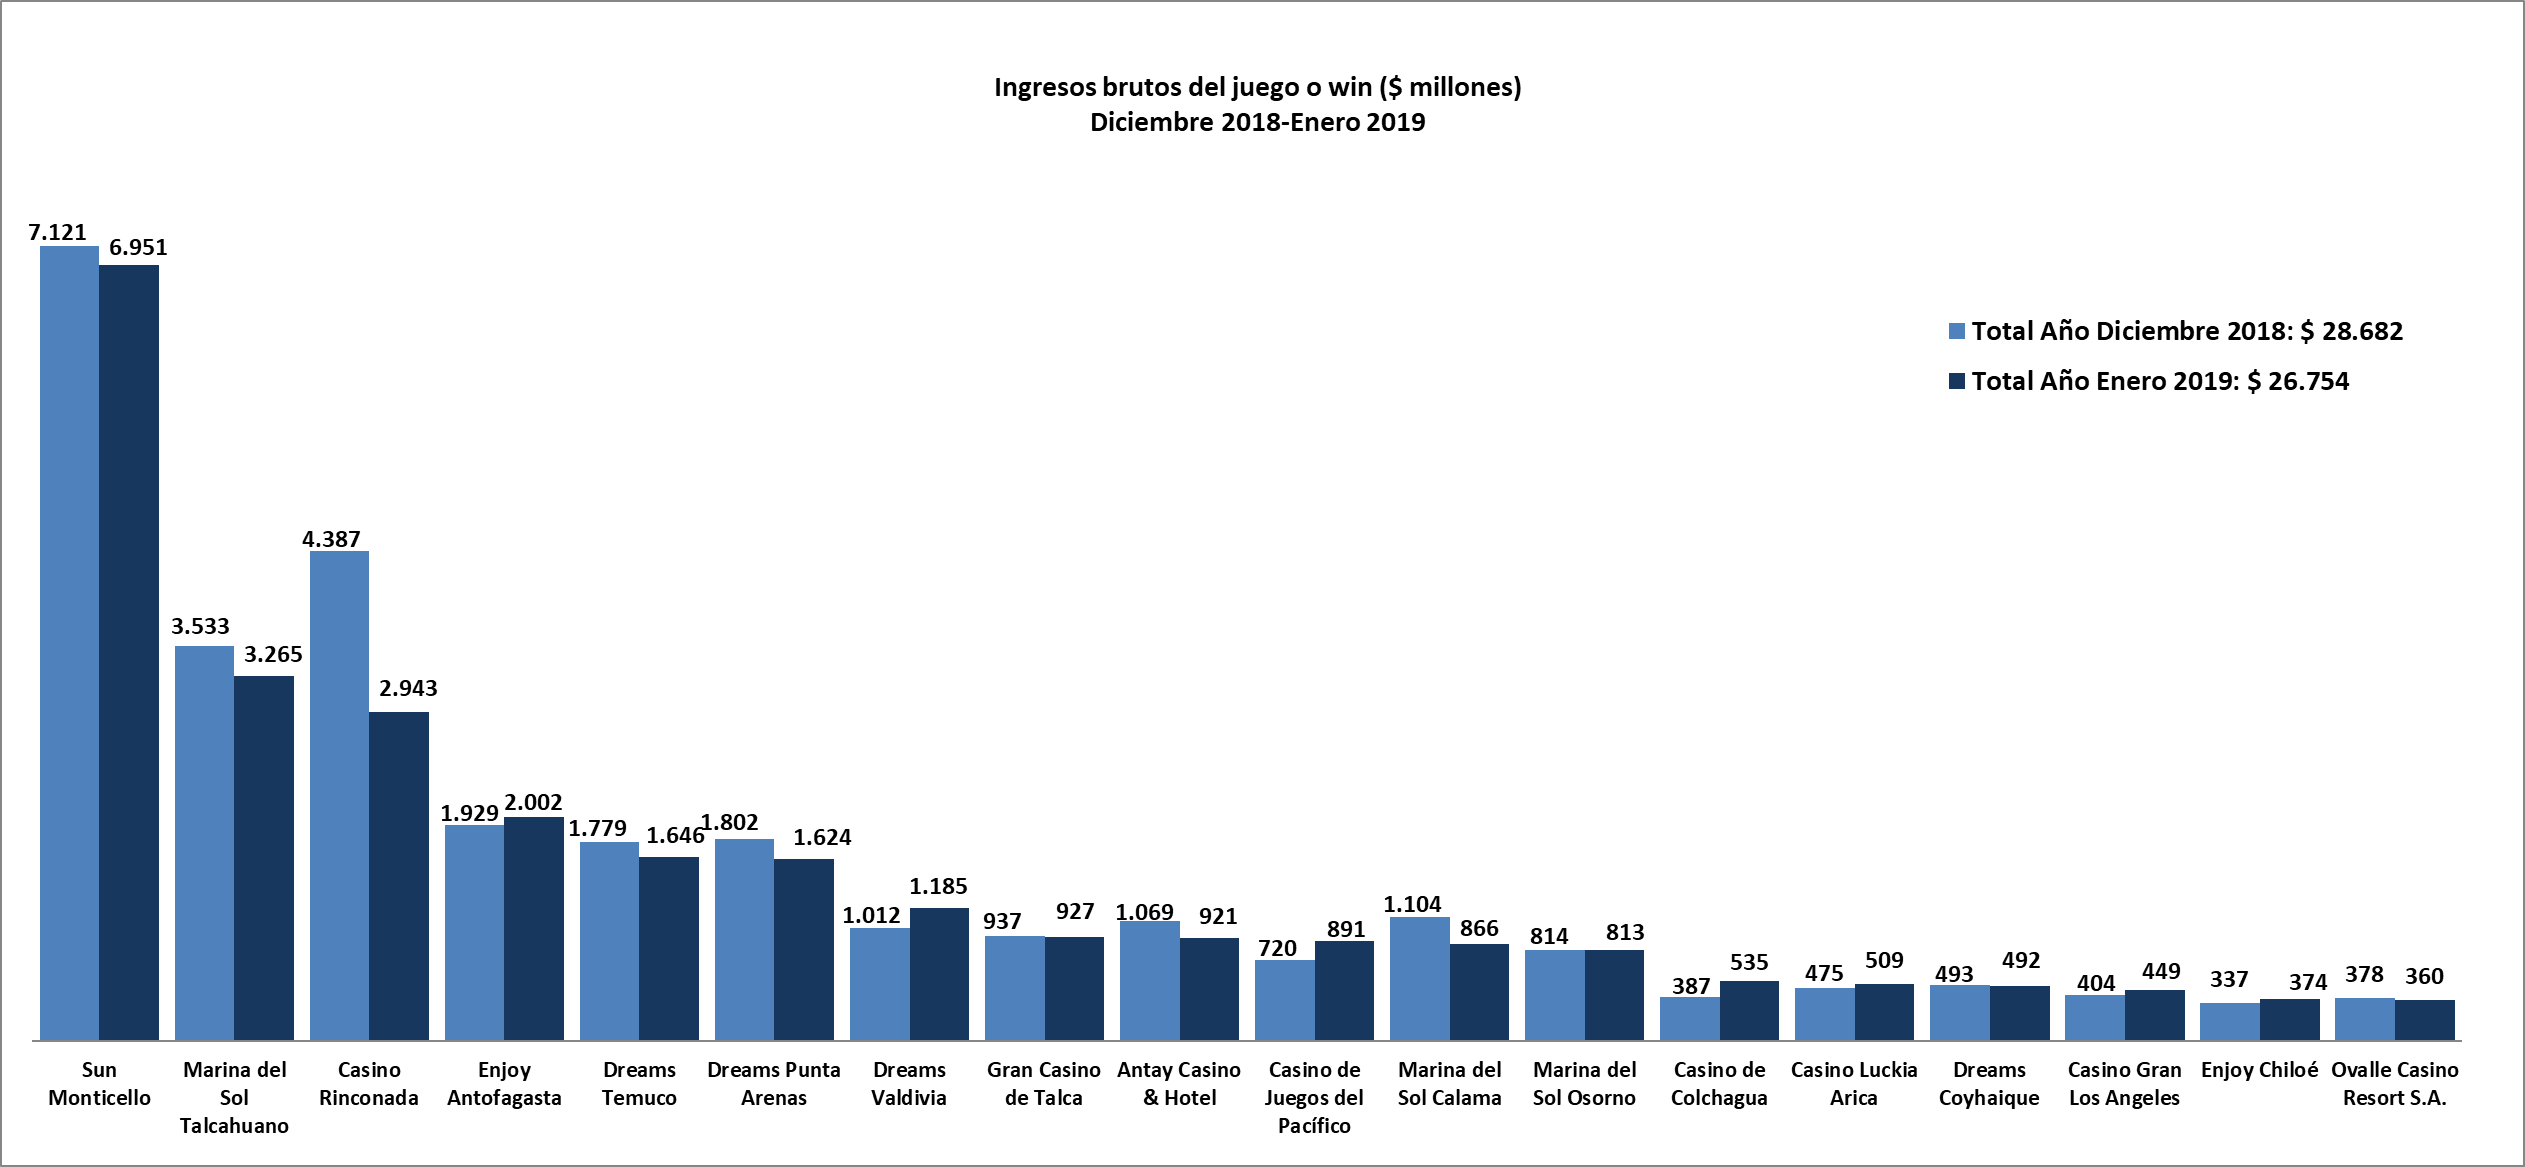 Ingresos brutos del juego o win ($ millones)
Diciembre 2018-Enero 2019
Total Año Diciembre 2018: $ 28.682
Total Año Enero 2019: $ 26.754
7.121
6.951
3.533
3.265
4.387
2.943
1.929
2.002
1.779
1.646
1.802
1.624
1.012
1.185
937
927
1.069
921
720
891
1.104
866
814
813
387
535
475
509
493
492
404
449
337
374
378
360
Sun
Monticello
Marina del
Sol
Talcahuano
Casino
Rinconada
Enjoy
Antofagasta
Dreams
Temuco
Dreams Punta
Arenas
Dreams
Valdivia
Gran Casino
de Talca
Antay Casino
& Hotel
Casino de
Juegos del
Pacífico
Marina del
Sol Calama
Marina del
Sol Osorno
Casino de
Colchagua
Casino Luckia
Arica
Dreams
Coyhaique
Casino Gran
Los Angeles
Enjoy Chiloé
Ovalle Casino
Resort S.A.